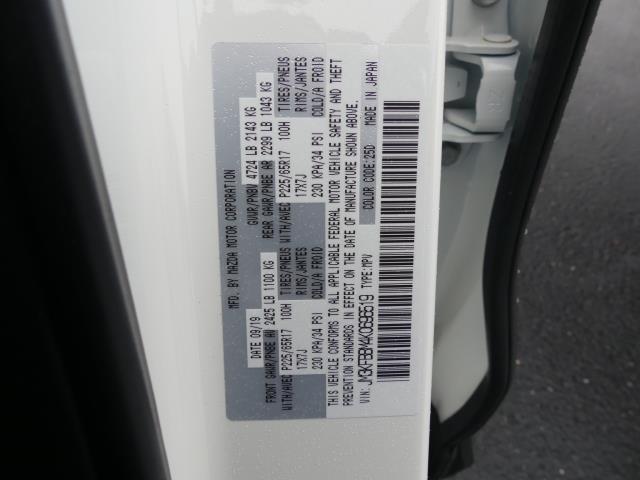 MFD. BY MAZDA MOTOR CORPORATION
DATE 09/19 GVWR/PNBV 4724 LB 2143 KG
FRONT GAWR/PNBE AV 2425 LB 1100 KG REAR GAWR/PNBE AR 2299 LB 1043 KG
WITH/AVEC P225/65R17 100H TIRES/PNEUS WITH/AVEC P225/65R17 100H TIRES/PNEUS
17X7J RIMS/JANTES 17X7J RIMS/JANTES
230 KPA/34 PSI COLD/A FROID 230 KPA/34 PSI COLD/A FROID
THIS VEHICLE CONFORMS TO ALL APPLICABLE FEDERAL MOTOR VEHICLE SAFETY AND THEFT
PREVENTION STANDARDS IN EFFECT ON THE DATE OF MANUFACTURE SHOWN ABOVE.
VIN: JM3KFBBM4K0698519 TYPE:MPV COLOR CODE:25D MADE IN JAPAN